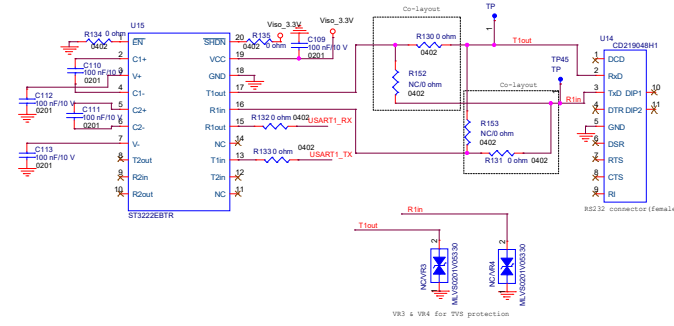 Co-layout
TP
Viso_3.3V
Viso_3.3V
U15
R134 0 ohm
0402
R135
0 ohm
0402
C109
100 nF/10 V
0201
R130 0 ohm
0402
T1out
U14
CD219048H1
1 EN
2 C1+
3 V+
4 C1-
5 C2+
6 C2-
7 V-
8 T2out
9 R2in
10 R2out
SHDN 20
VCC 19
GND 18
T1out 17
R1in 16
R1out 15
NC 14
T1in 13
T2in 12
NC 11
ST3222EBTR
C110
100 nF/10 V
0201
C112
100 nF/10 V
0201
C111
100 nF/10 V
0201
C113
100 nF/10 V
0201
R132 0 ohm 0402
USART1_RX
R133 0 ohm
0402
USART1_TX
R152
NC/0 ohm
0402
Co-layout
TP45
TP
R1in
R153
NC/0 ohm
0402
R131 0 ohm
0402
1
1 DCD
2 RxD
3 TxD DIP1 10
4 DTR DIP2 11
5 GND
6 DSR
7 RTS
8 CTS
9 RI
RS232 connector(female
R1in
T1out
2
NC/VR3
MLVS0201V05330
2
NC/VR4
MLVS0201V05330
VR3 & VR4 for TVS protection